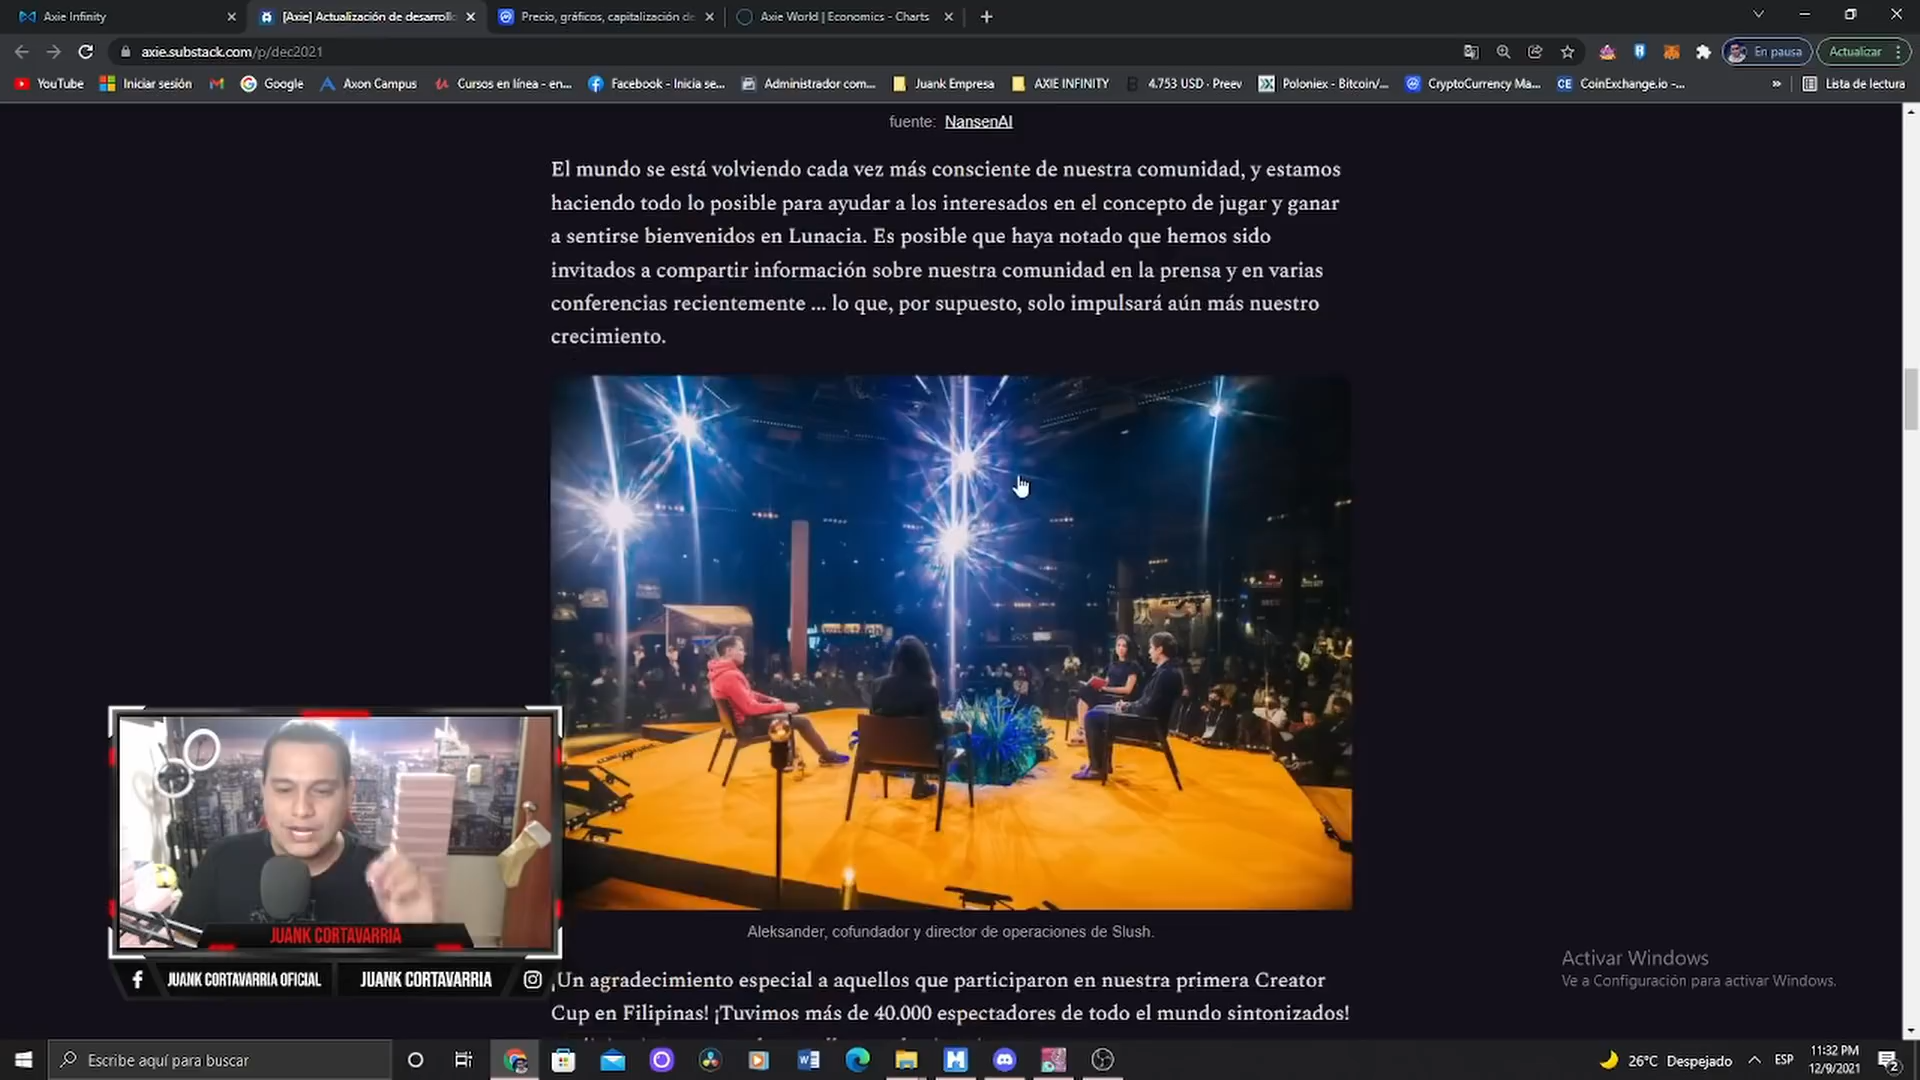 Axie Infinity
[Axie] Actualización de desarrollo
Precio, gráficos, capitalización de
Axie World | Economics - Charts
axie.substack.com/p/dec2021
En pausa
Actualizar
YouTube
Iniciar sesión
Google
Axon Campus
Cursos en línea - en...
Facebook - Inicia se...
Administrador com...
Juank Empresa
AXIE INFINITY
4.753 USD · Preev
Poloniex - Bitcoin/...
CryptoCurrency Ma...
CoinExchange.io -...
»
Lista de lectura
fuente: NansenAI
El mundo se está volviendo cada vez más consciente de nuestra comunidad, y estamos
haciendo todo lo posible para ayudar a los interesados en el concepto de jugar y ganar
a sentirse bienvenidos en Lunacia. Es posible que haya notado que hemos sido
invitados a compartir información sobre nuestra comunidad en la prensa y en varias
conferencias recientemente ... lo que, por supuesto, solo impulsará aún más nuestro
crecimiento.
Aleksander, cofundador y director de operaciones de Slush.
¡Un agradecimiento especial a aquellos que participaron en nuestra primera Creator
Cup en Filipinas! ¡Tuvimos más de 40.000 espectadores de todo el mundo sintonizados!
JUANK CORTAVARRIA
JUANK CORTAVARRIA OFICIAL
JUANK CORTAVARRIA
Activar Windows
Ve a Configuración para activar Windows.
Escribe aquí para buscar
26°C Despejado
ESP
11:32 PM
12/9/2021
2